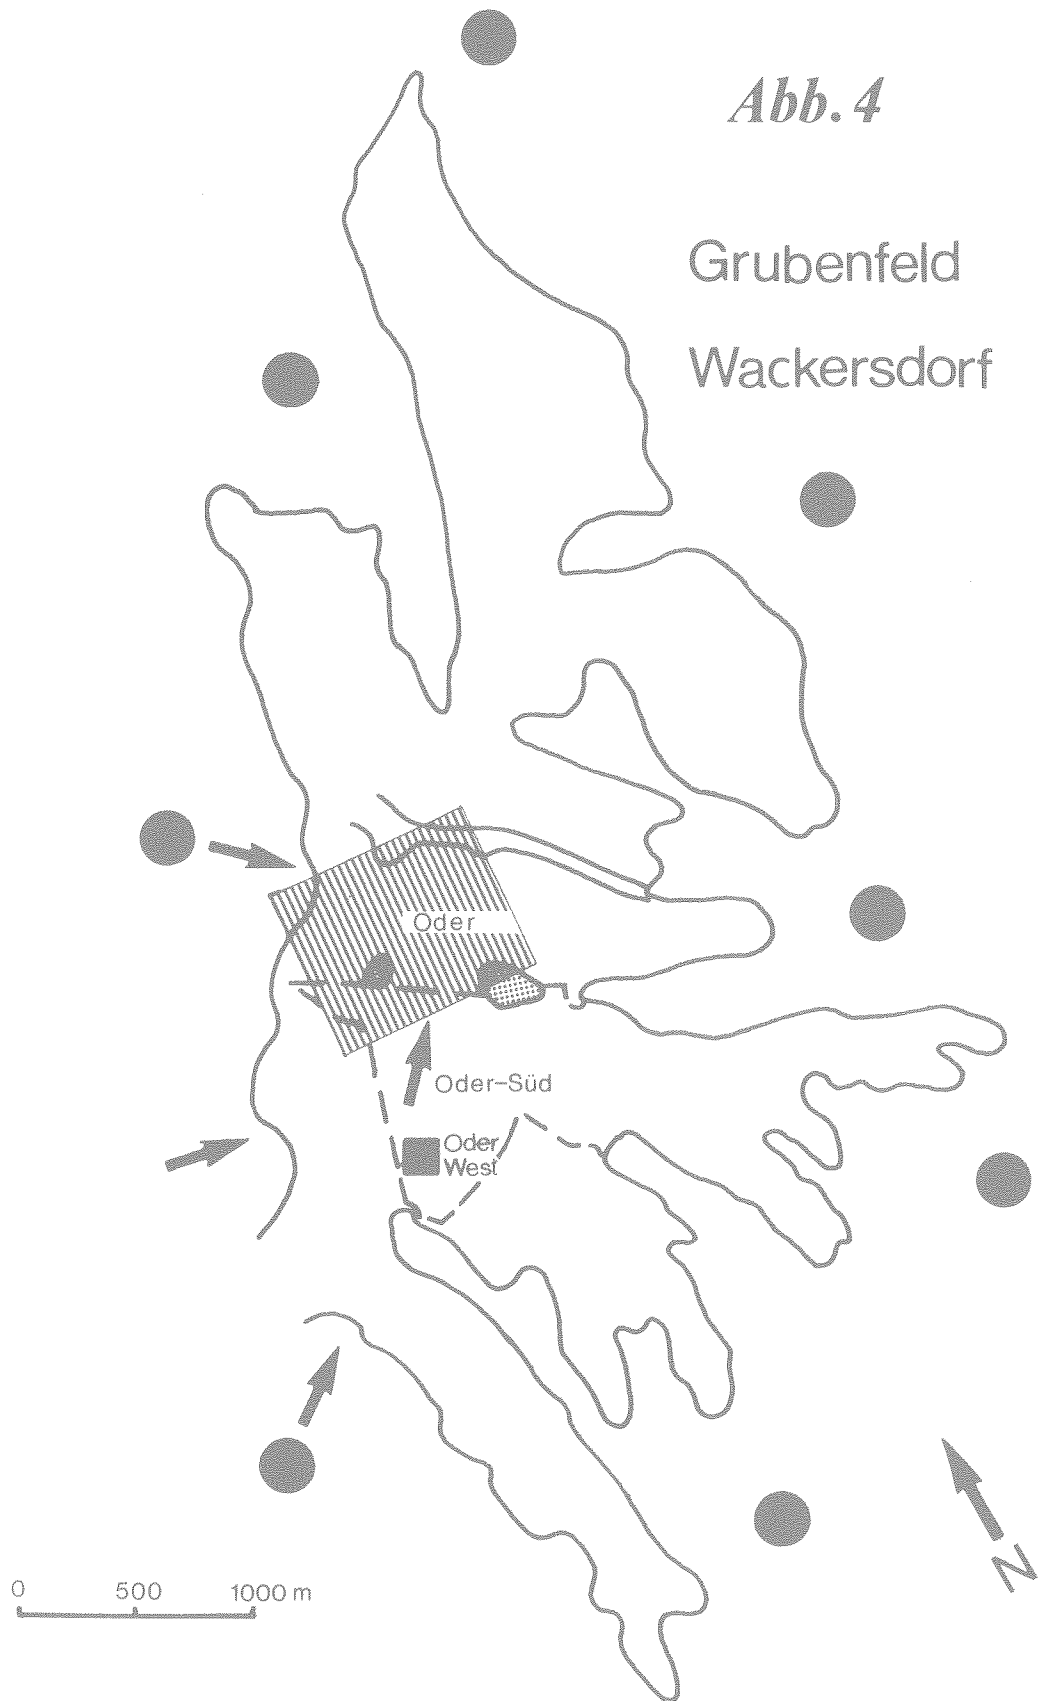 Abb. 4
Grubenfeld
Wackersdorf
Oder
Oder-Süd
Oder
West
N
0 500 1000 m